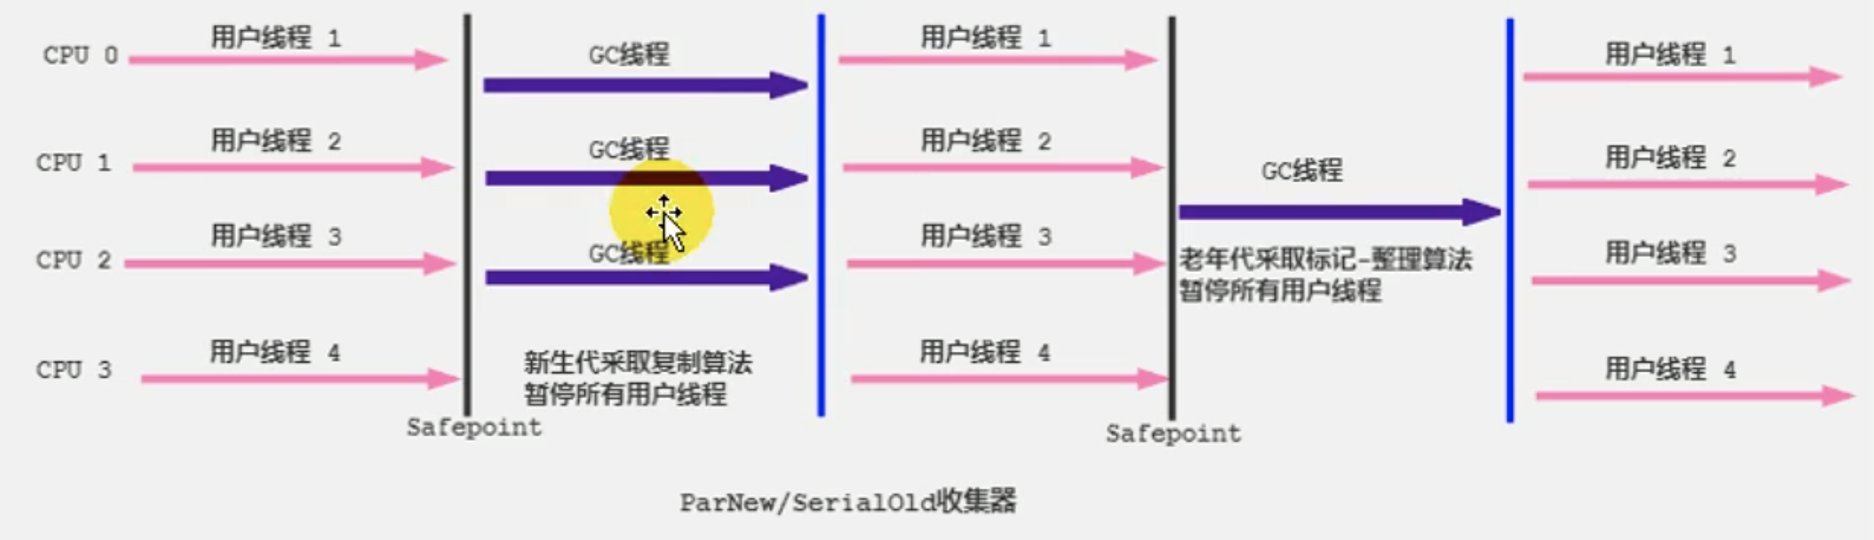 CPU 0
用户线程 1
GC线程
用户线程 1
用户线程 1
CPU 1
用户线程 2
GC线程
用户线程 2
GC线程
用户线程 2
CPU 2
用户线程 3
GC线程
用户线程 3
老年代采取标记-整理算法
暂停所有用户线程
用户线程 3
CPU 3
用户线程 4
新生代采取复制算法
暂停所有用户线程
用户线程 4
用户线程 4
Safepoint
Safepoint
ParNew/SerialOld收集器